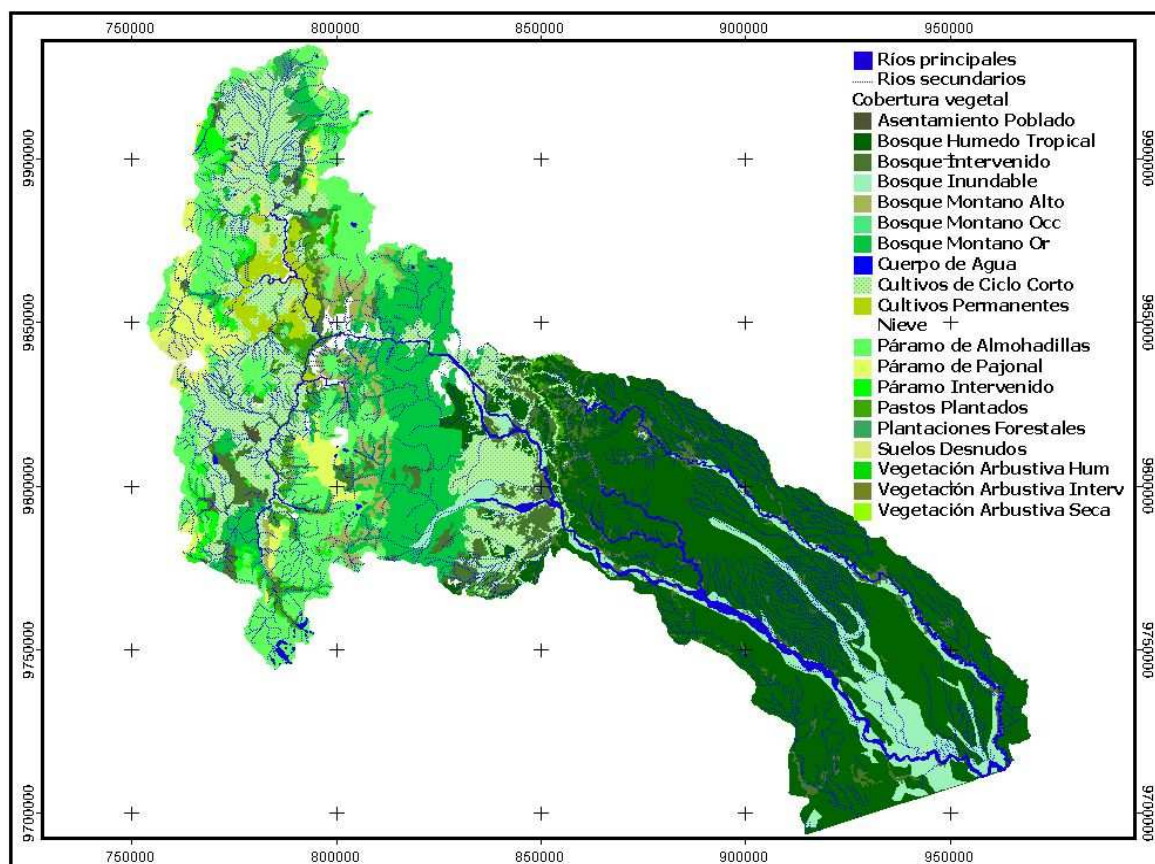 750000 800000 850000 900000 950000
Ríos principales
Rios secundarios
Cobertura vegetal
Asentamiento Poblado
Bosque Humedo Tropical
Bosque Intervenido
Bosque Inundable
Bosque Montano Alto
Bosque Montano Occ
Bosque Montano Or
Cuerpo de Agua
Cultivos de Ciclo Corto
Cultivos Permanentes
Nieve
Páramo de Almohadillas
Páramo de Pajonal
Páramo Intervenido
Pastos Plantados
Plantaciones Forestales
Suelos Desnudos
Vegetación Arbustiva Hum
Vegetación Arbustiva Interv
Vegetación Arbustiva Seca
9900000
9850000
9800000
9750000
9700000
9900000
9850000
9800000
9750000
9700000
750000 800000 850000 900000 950000